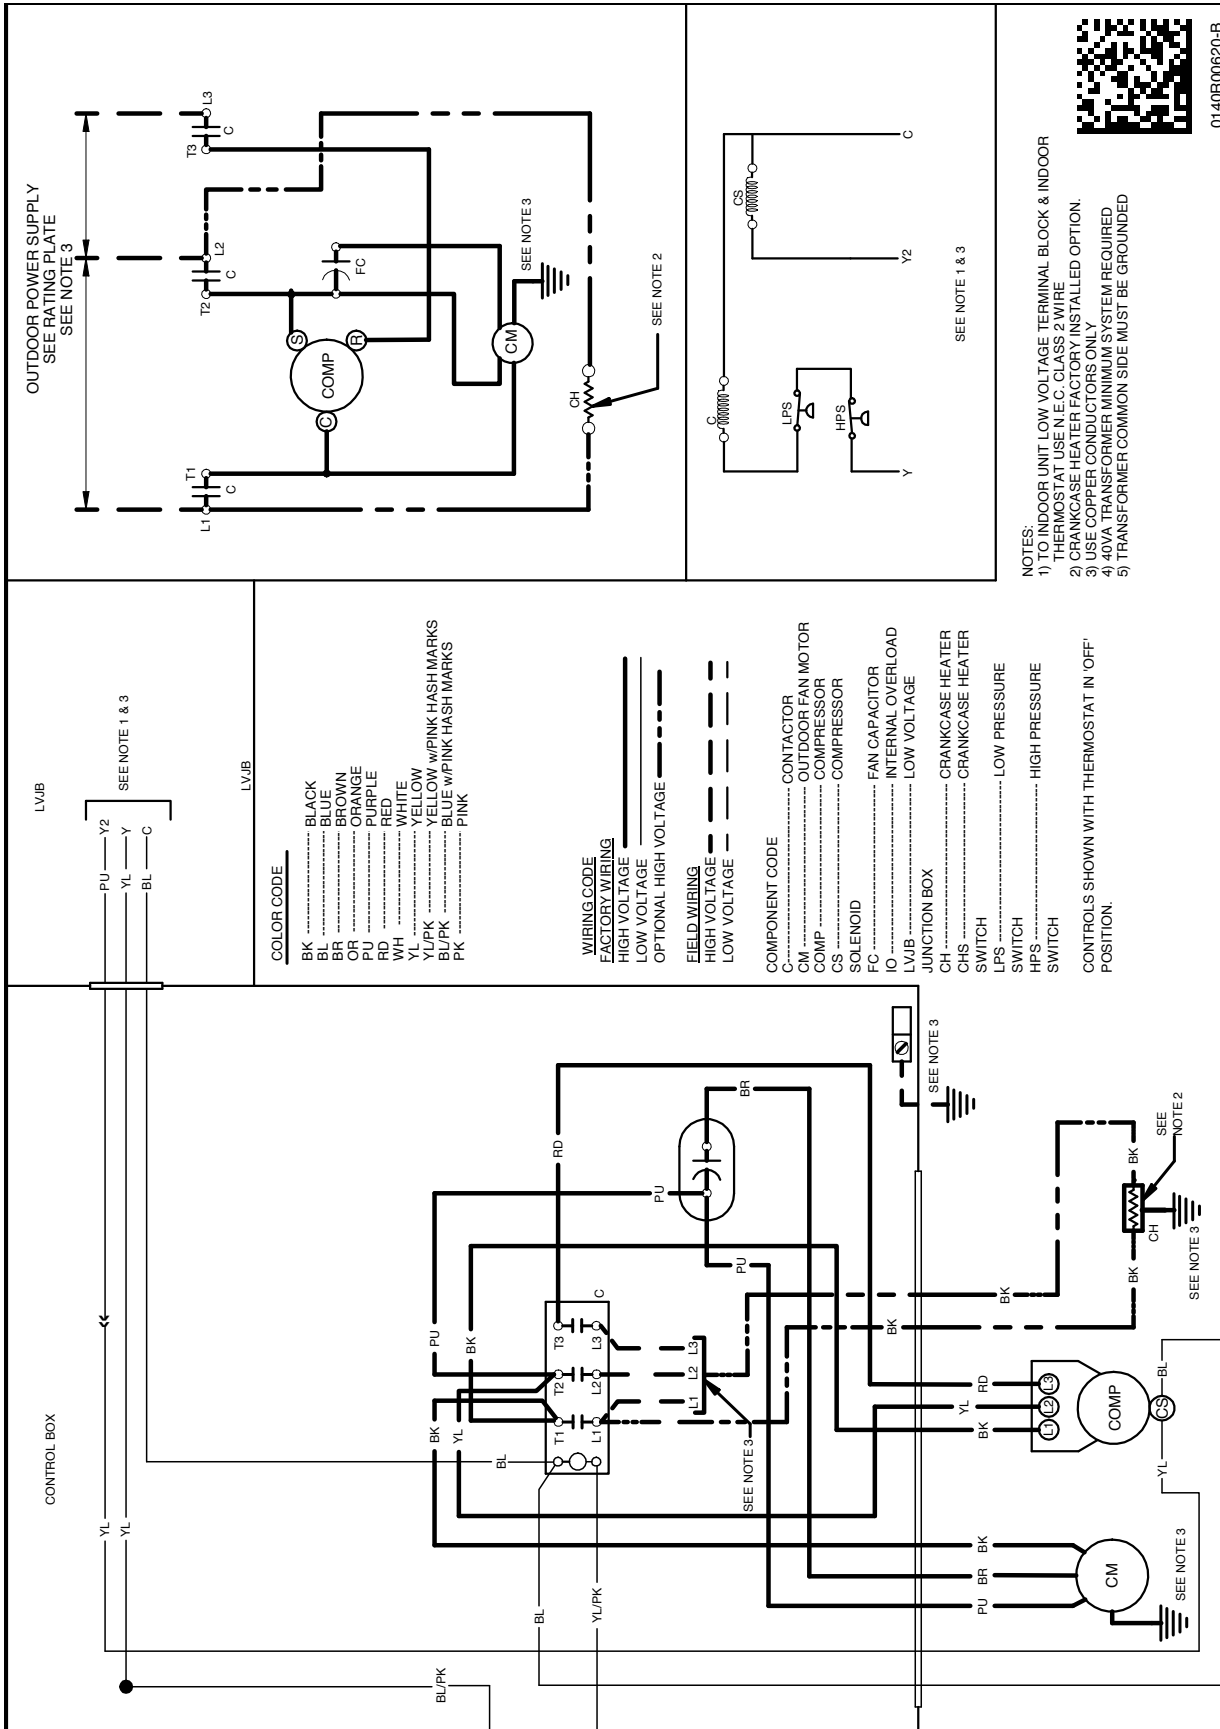 OUTDOOR POWER SUPPLY
SEE RATING PLATE
SEE NOTE 3
L1
T1
C
T2
L2
C
T3
L3
C
COMP
C
S
R
FC
CM
SEE NOTE 3
CH
SEE NOTE 2
C
CS
LPS
HPS
Y
Y2
C
SEE NOTE 1 & 3
NOTES:
1) TO INDOOR UNIT LOW VOLTAGE TERMINAL BLOCK & INDOOR
THERMOSTAT USE N.E.C. CLASS 2 WIRE
2) CRANKCASE HEATER FACTORY INSTALLED OPTION.
3) USE COPPER CONDUCTORS ONLY
4) 40VA TRANSFORMER MINIMUM SYSTEM REQUIRED
5) TRANSFORMER COMMON SIDE MUST BE GROUNDED
0140R00620-B
LVJB
PU
Y2
YL
Y
BL
C
SEE NOTE 1 & 3
LVJB
COLOR CODE
BK ---------- BLACK
BL ---------- BLUE
BR ---------- BROWN
OR ---------- ORANGE
PU ---------- PURPLE
RD ---------- RED
WH ---------- WHITE
YL ---------- YELLOW
YL/PK ---------- YELLOW w/PINK HASH MARKS
BL/PK ---------- BLUE w/PINK HASH MARKS
PK ---------- PINK
WIRING CODE
FACTORY WIRING
HIGH VOLTAGE
LOW VOLTAGE
OPTIONAL HIGH VOLTAGE
FIELD WIRING
HIGH VOLTAGE
LOW VOLTAGE
COMPONENT CODE
C ---------- CONTACTOR
CM ---------- OUTDOOR FAN MOTOR
COMP ---------- COMPRESSOR
CS ---------- COMPRESSOR
SOLENOID
FC ---------- FAN CAPACITOR
IO ---------- INTERNAL OVERLOAD
LVJB ---------- LOW VOLTAGE
JUNCTION BOX
CH ---------- CRANKCASE HEATER
CHS ---------- CRANKCASE HEATER
SWITCH
LPS ---------- LOW PRESSURE
SWITCH
HPS ---------- HIGH PRESSURE
SWITCH
CONTROLS SHOWN WITH THERMOSTAT IN 'OFF'
POSITION.
CONTROL BOX
YL
YL
BL/PK
BL
BL
YL/PK
BK
YL
PU
BK
RD
PU
PU
BR
T1
T2
T3
L1
L2
L3
C
L1
L2
L3
SEE NOTE 3
SEE NOTE 3
BK
BK
PU
BR
BK
BK
YL
RD
L1
L2
L3
COMP
CS
YL
BL
CM
SEE NOTE 3
BK
BK
CH
SEE
NOTE 2
SEE NOTE 3